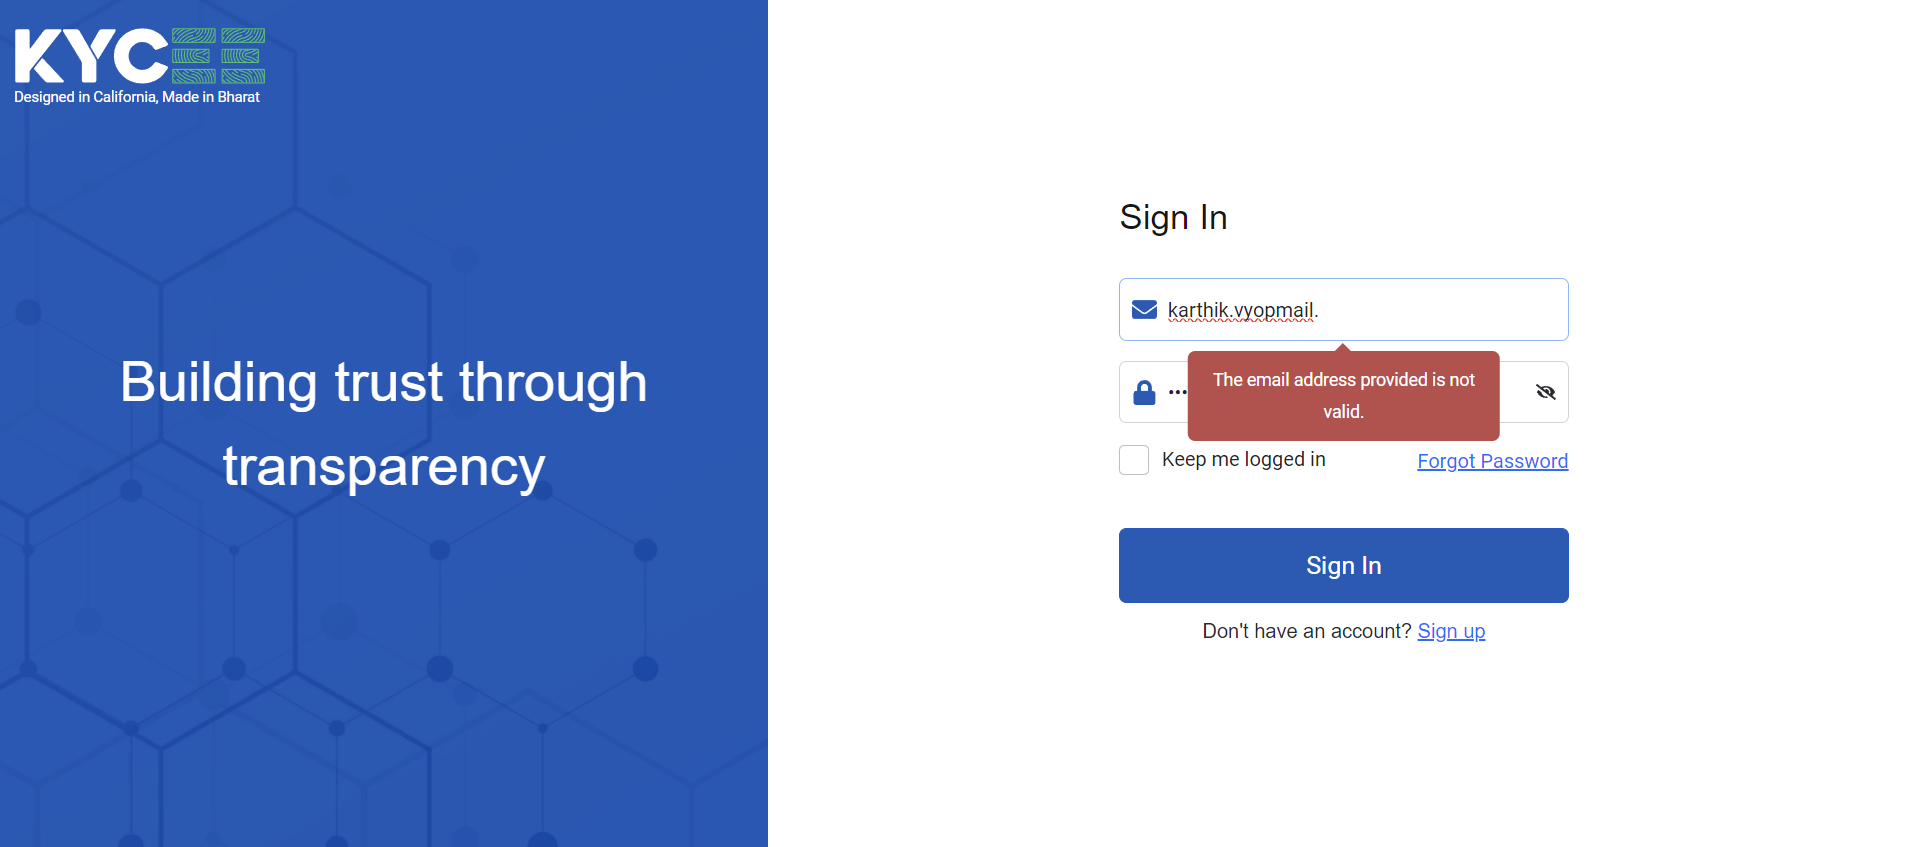 KYCEE
Designed in California, Made in Bharat
Building trust through
transparency
Sign In
karthik.vyopmail.
The email address provided is not
valid.
•••
Keep me logged in
Forgot Password
Sign In
Don't have an account? Sign up